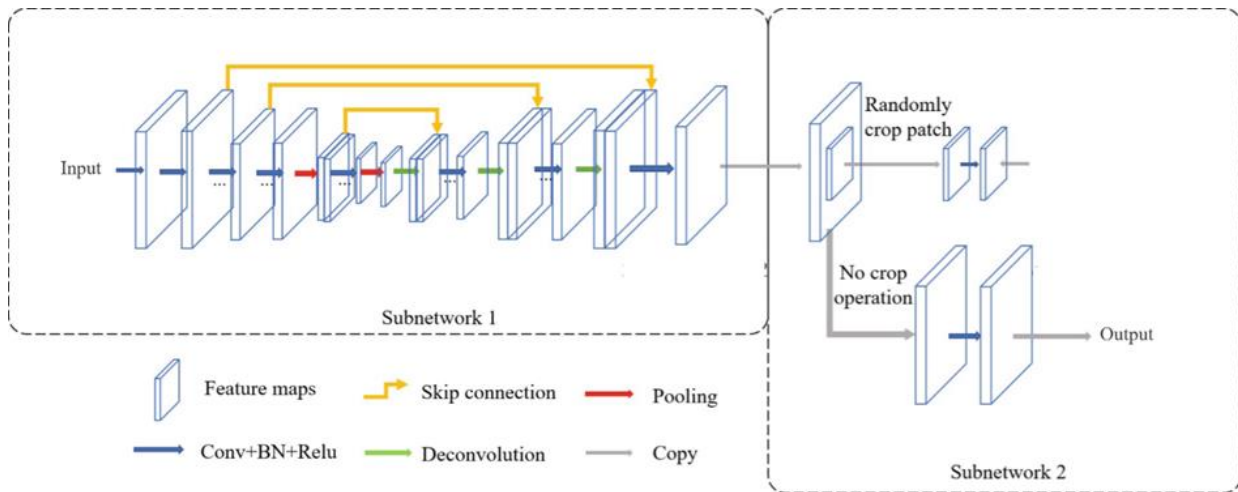 Input
...
...
...
...
...
Subnetwork 1
Randomly
crop patch
No crop
operation
Output
Subnetwork 2
Feature maps
Skip connection
Pooling
Conv+BN+Relu
Deconvolution
Copy